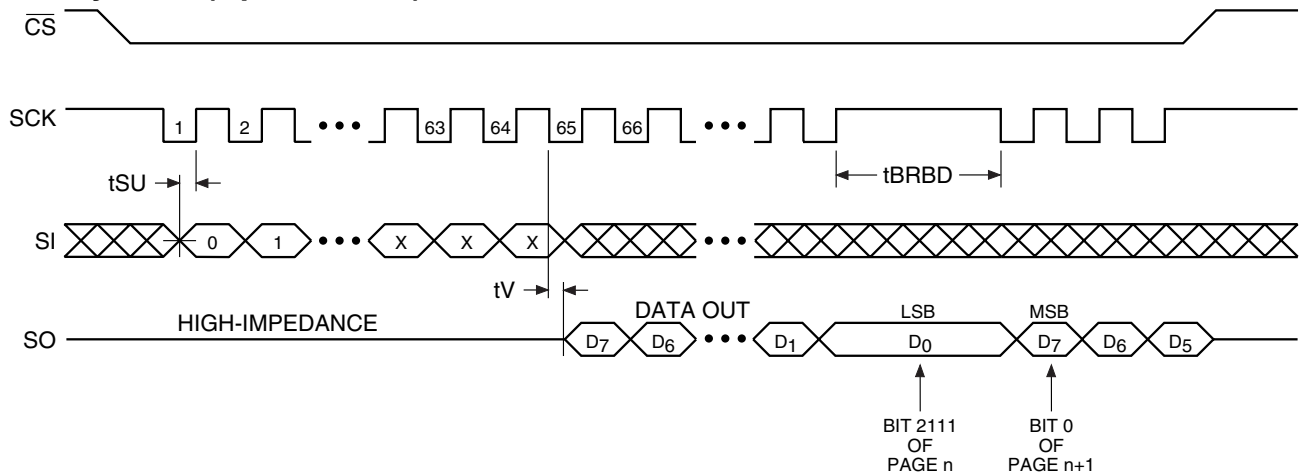 CS
SCK
1 2 • • • 63 64 65 66 • • •
tSU
tBRBD
SI
0 1 • • • X X X • • •
tV
HIGH-IMPEDANCE
DATA OUT
LSB MSB
SO
D7 D6 • • • D1 D0 D7 D6 D5
BIT 2111
OF
PAGE n
BIT 0
OF
PAGE n+1